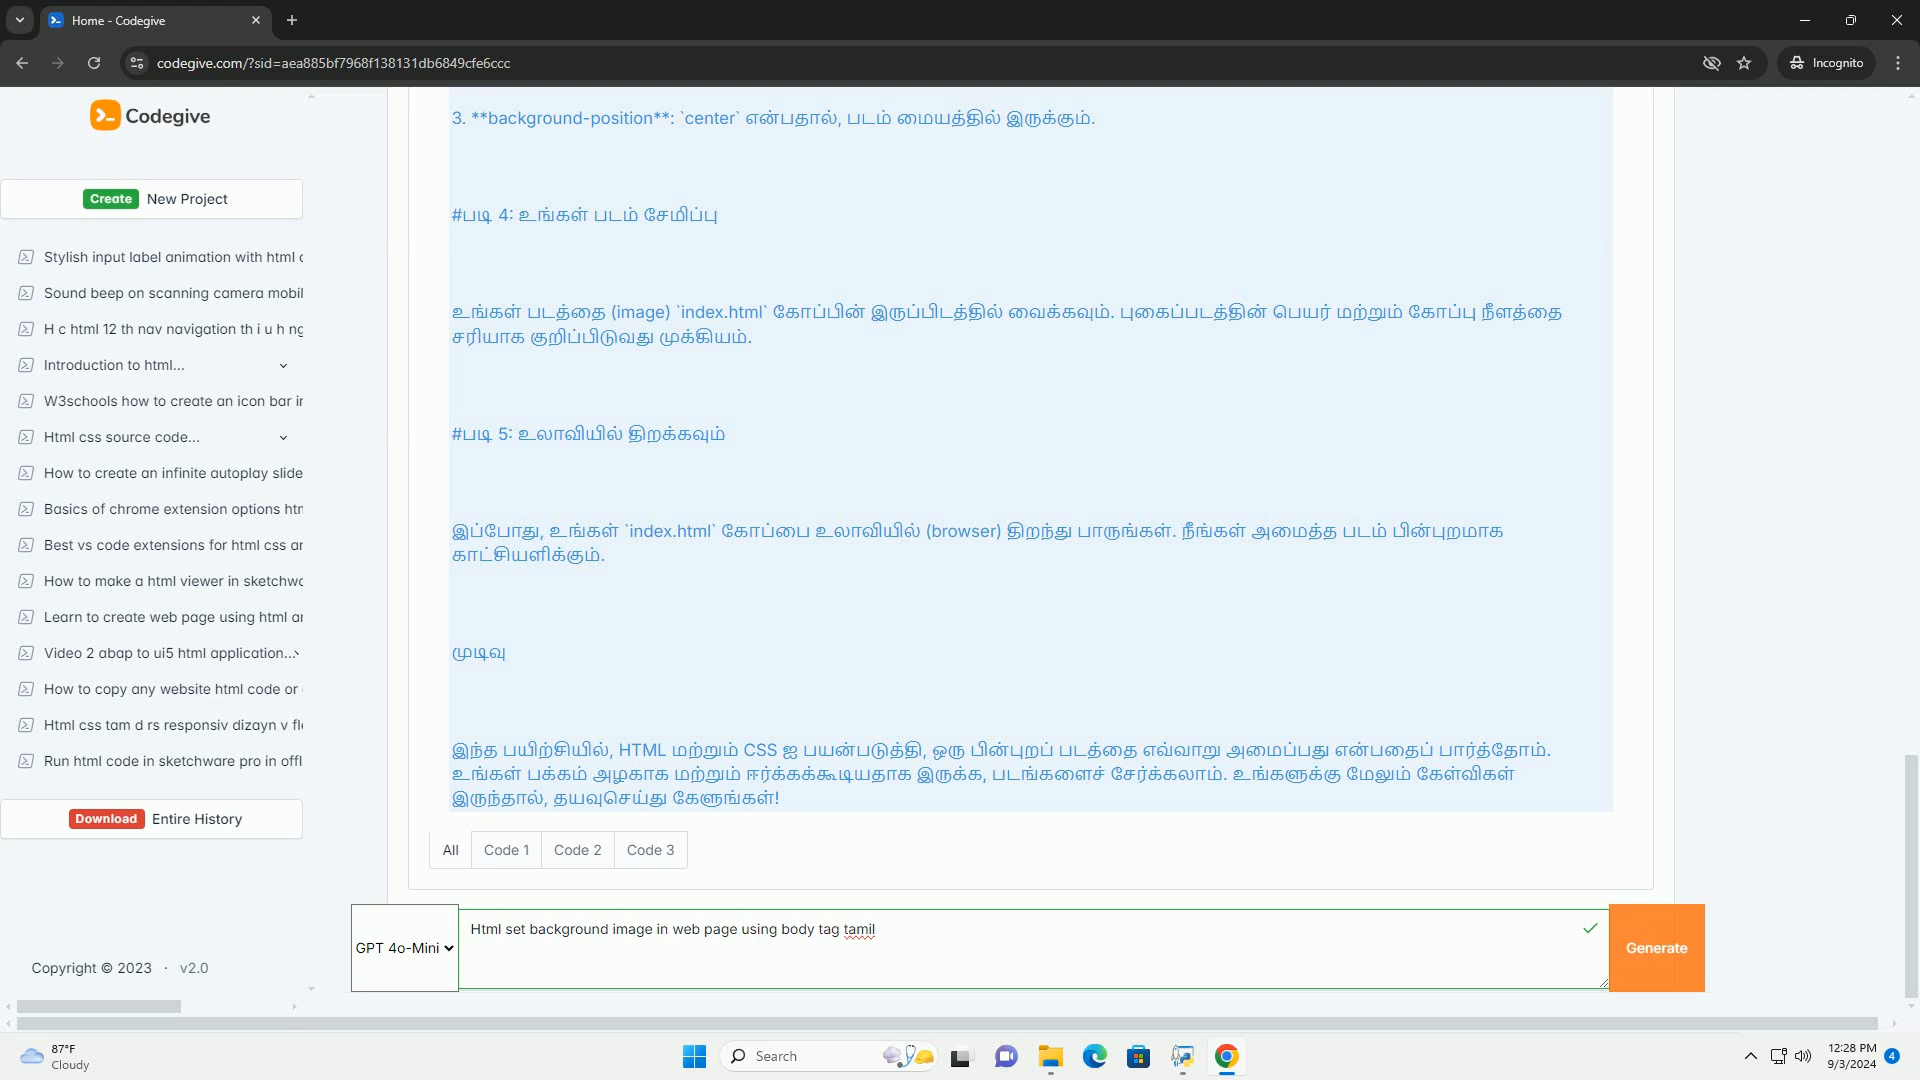 Home - Codegive
codegive.com/?sid=aea885bf7968f138131db6849cfe6ccc
Incognito
Codegive
Create New Project
Stylish input label animation with html
Sound beep on scanning camera mobil
H c html 12 th nav navigation th i u h ng
Introduction to html...
W3schools how to create an icon bar ir
Html css source code...
How to create an infinite autoplay slide
Basics of chrome extension options htm
Best vs code extensions for html css ar
How to make a html viewer in sketchwa
Learn to create web page using html ar
Video 2 abap to ui5 html application...
How to copy any website html code or
Html css tam d rs responsiv dizayn v fl
Run html code in sketchware pro in offl
Download Entire History
Copyright © 2023 · v2.0
3. **background-position**: `center` என்பதால், படம் மையத்தில் இருக்கும்.
#படி 4: உங்கள் படம் சேமிப்பு
உங்கள் படத்தை (image) `index.html` கோப்பின் இருப்பிடத்தில் வைக்கவும். புகைப்படத்தின் பெயர் மற்றும் கோப்பு நீளத்தை
சரியாக குறிப்பிடுவது முக்கியம்.
#படி 5: உலாவியில் திறக்கவும்
இப்போது, உங்கள் `index.html` கோப்பை உலாவியில் (browser) திறந்து பாருங்கள். நீங்கள் அமைத்த படம் பின்புறமாக
காட்சியளிக்கும்.
முடிவு
இந்த பயிற்சியில், HTML மற்றும் CSS ஐ பயன்படுத்தி, ஒரு பின்புறப் படத்தை எவ்வாறு அமைப்பது என்பதைப் பார்த்தோம்.
உங்கள் பக்கம் அழகாக மற்றும் ஈர்க்கக்கூடியதாக இருக்க, படங்களைச் சேர்க்கலாம். உங்களுக்கு மேலும் கேள்விகள்
இருந்தால், தயவுசெய்து கேளுங்கள்!
All Code 1 Code 2 Code 3
GPT 4o-Mini
Html set background image in web page using body tag tamil
Generate
87°F
Cloudy
Search
12:28 PM
9/3/2024
4